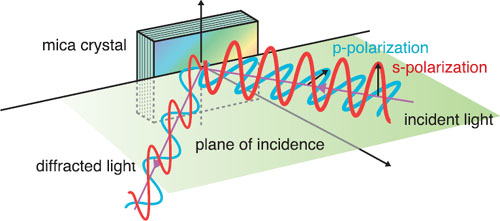 mica crystal
p-polarization
s-polarization
incident light
plane of incidence
diffracted light